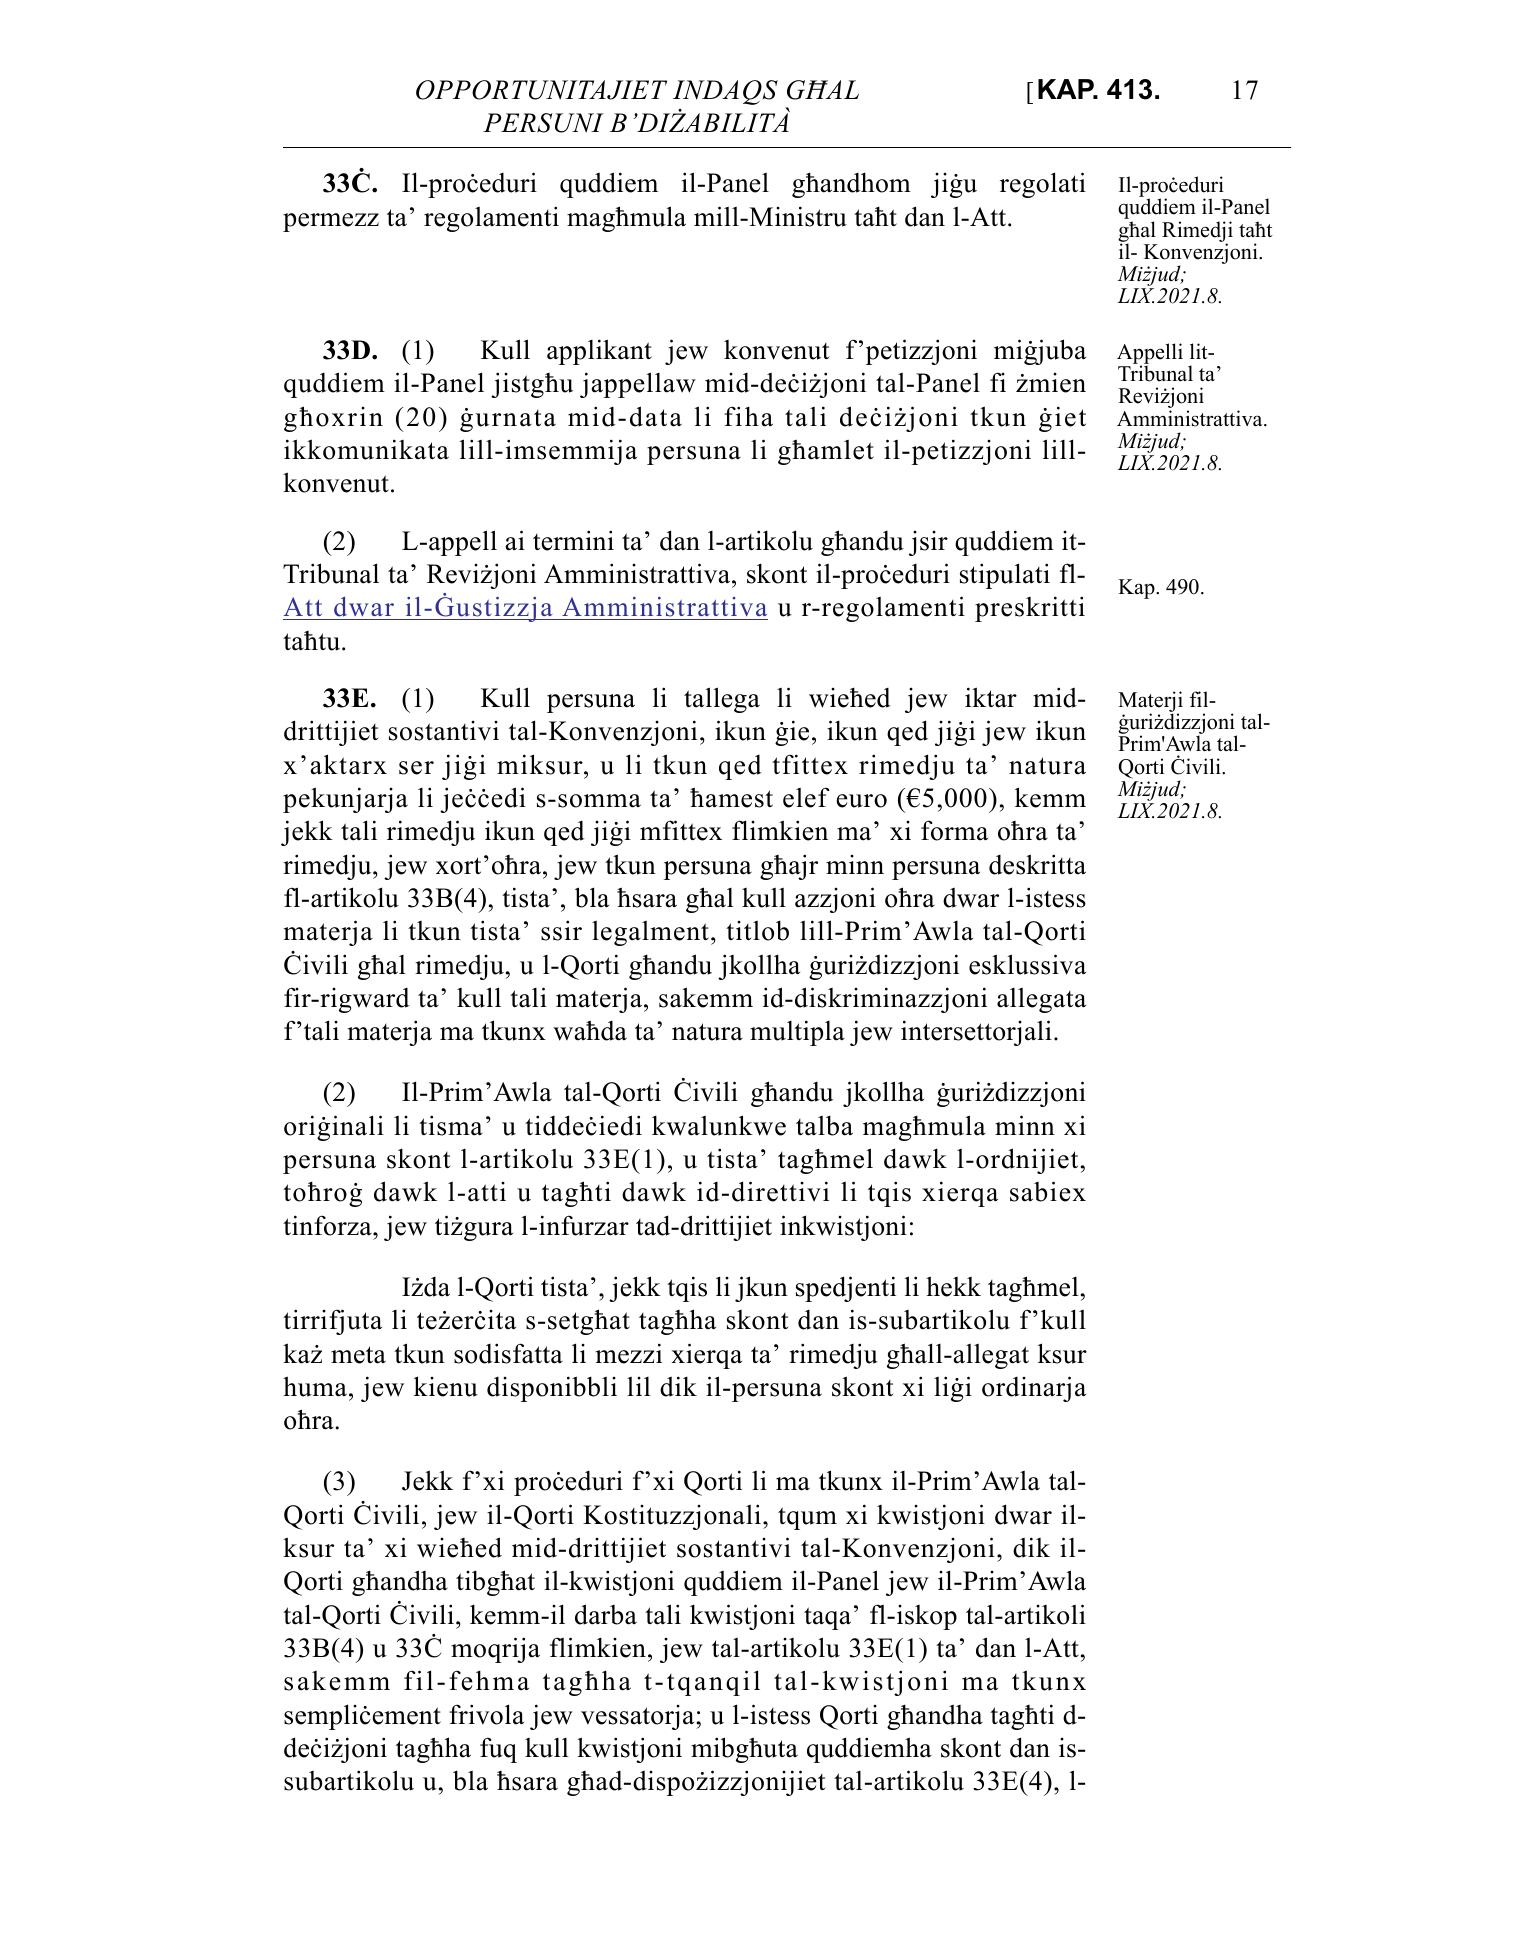 OPPORTUNITAJIET INDAQS GĦAL
PERSUNI B’DIŻABILITÀ
[KAP. 413.
17
33Ċ. Il-proċeduri quddiem il-Panel għandhom jiġu regolati
permezz ta’ regolamenti magħmula mill-Ministru taħt dan l-Att.
Il-proċeduri
quddiem il-Panel
għal Rimedji taħt
il- Konvenzjoni.
Miżjud;
LIX.2021.8.
33D. (1) Kull applikant jew konvenut f’petizzjoni miġjuba
quddiem il-Panel jistgħu jappellaw mid-deċiżjoni tal-Panel fi żmien
għoxrin (20) ġurnata mid-data li fiha tali deċiżjoni tkun ġiet
ikkomunikata lill-imsemmija persuna li għamlet il-petizzjoni lill-
konvenut.
Appelli lit-
Tribunal ta’
Reviżjoni
Amministrattiva.
Miżjud;
LIX.2021.8.
(2) L-appell ai termini ta’ dan l-artikolu għandu jsir quddiem it-
Tribunal ta’ Reviżjoni Amministrattiva, skont il-proċeduri stipulati fl-
Att dwar il-Ġustizzja Amministrattiva u r-regolamenti preskritti
taħtu.
Kap. 490.
33E. (1) Kull persuna li tallega li wieħed jew iktar mid-
drittijiet sostantivi tal-Konvenzjoni, ikun ġie, ikun qed jiġi jew ikun
x’aktarx ser jiġi miksur, u li tkun qed tfittex rimedju ta’ natura
pekunjarja li jeċċedi s-somma ta’ ħamest elef euro (€5,000), kemm
jekk tali rimedju ikun qed jiġi mfittex flimkien ma’ xi forma oħra ta’
rimedju, jew xort’oħra, jew tkun persuna għajr minn persuna deskritta
fl-artikolu 33B(4), tista’, bla ħsara għal kull azzjoni oħra dwar l-istess
materja li tkun tista’ ssir legalment, titlob lill-Prim’Awla tal-Qorti
Ċivili għal rimedju, u l-Qorti għandu jkollha ġuriżdizzjoni esklussiva
fir-rigward ta’ kull tali materja, sakemm id-diskriminazzjoni allegata
f’tali materja ma tkunx waħda ta’ natura multipla jew intersettorjali.
Materji fil-
ġuriżdizzjoni tal-
Prim'Awla tal-
Qorti Ċivili.
Miżjud;
LIX.2021.8.
(2) Il-Prim’Awla tal-Qorti Ċivili għandu jkollha ġuriżdizzjoni
oriġinali li tisma’ u tiddeċiedi kwalunkwe talba magħmula minn xi
persuna skont l-artikolu 33E(1), u tista’ tagħmel dawk l-ordnijiet,
toħroġ dawk l-atti u tagħti dawk id-direttivi li tqis xierqa sabiex
tinforza, jew tiżgura l-infurzar tad-drittijiet inkwistjoni:
Iżda l-Qorti tista’, jekk tqis li jkun spedjenti li hekk tagħmel,
tirrifjuta li teżerċita s-setgħat tagħha skont dan is-subartikolu f’kull
każ meta tkun sodisfatta li mezzi xierqa ta’ rimedju għall-allegat ksur
huma, jew kienu disponibbli lil dik il-persuna skont xi liġi ordinarja
oħra.
(3) Jekk f’xi proċeduri f’xi Qorti li ma tkunx il-Prim’Awla tal-
Qorti Ċivili, jew il-Qorti Kostituzzjonali, tqum xi kwistjoni dwar il-
ksur ta’ xi wieħed mid-drittijiet sostantivi tal-Konvenzjoni, dik il-
Qorti għandha tibgħat il-kwistjoni quddiem il-Panel jew il-Prim’Awla
tal-Qorti Ċivili, kemm-il darba tali kwistjoni taqa’ fl-iskop tal-artikoli
33B(4) u 33Ċ moqrija flimkien, jew tal-artikolu 33E(1) ta’ dan l-Att,
sakemm fil-fehma tagħha t-tqanqil tal-kwistjoni ma tkunx
sempliċement frivola jew vessatorja; u l-istess Qorti għandha tagħti d-
deċiżjoni tagħha fuq kull kwistjoni mibgħuta quddiemha skont dan is-
subartikolu u, bla ħsara għad-dispożizzjonijiet tal-artikolu 33E(4), l-